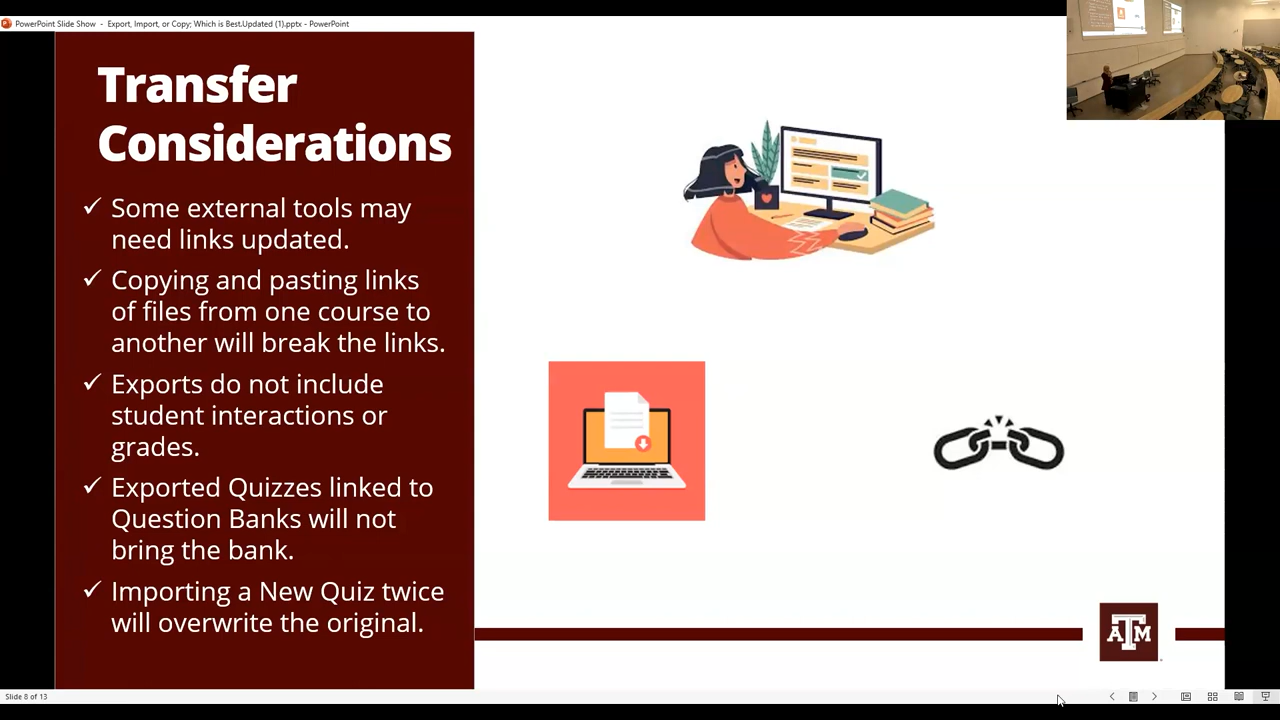 PowerPoint Slide Show - Export, Import, or Copy; Which is Best.Updated (1).pptx - PowerPoint
Transfer
Considerations
✓ Some external tools may
need links updated.
✓ Copying and pasting links
of files from one course to
another will break the links.
✓ Exports do not include
student interactions or
grades.
✓ Exported Quizzes linked to
Question Banks will not
bring the bank.
✓ Importing a New Quiz twice
will overwrite the original.
ATM
Slide 8 of 13